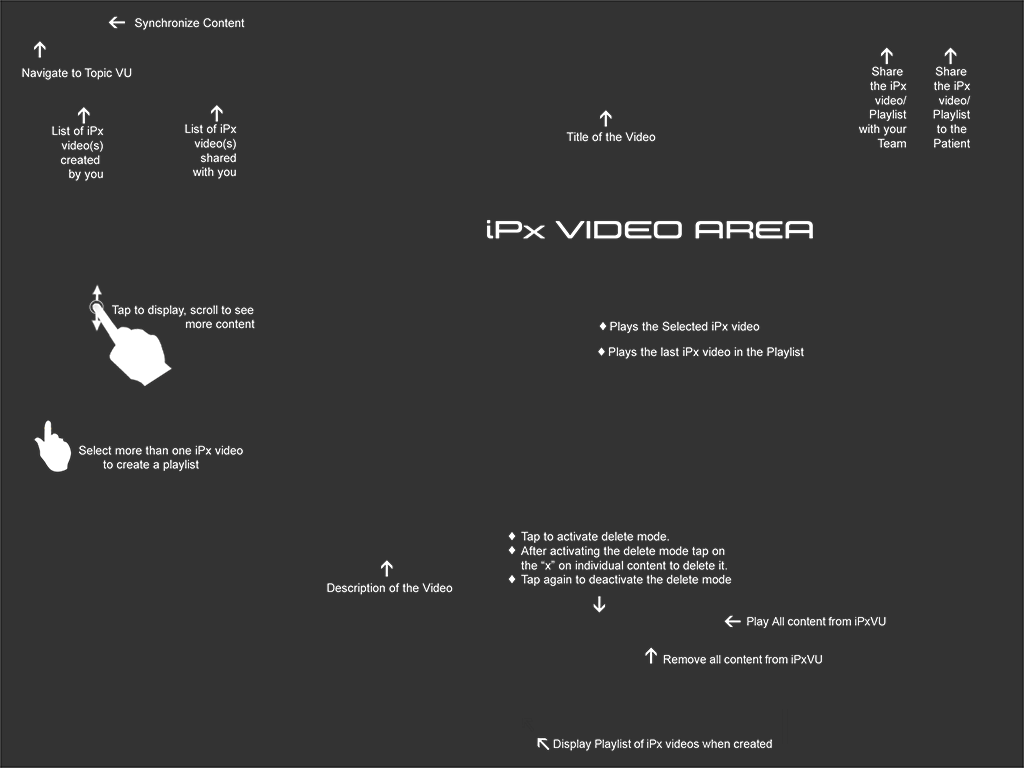 Synchronize Content
Navigate to Topic VU
List of iPx
video(s)
created
by you
List of iPx
video(s)
shared
with you
Title of the Video
Share
the iPx
video/
Playlist
with your
Team
Share
the iPx
video/
Playlist
to the
Patient
iPx VIDEO AREA
Tap to display, scroll to see
more content
♦ Plays the Selected iPx video
♦ Plays the last iPx video in the Playlist
Select more than one iPx video
to create a playlist
♦ Tap to activate delete mode.
♦ After activating the delete mode tap on
the “x” on individual content to delete it.
♦ Tap again to deactivate the delete mode
Description of the Video
Play All content from iPxVU
Remove all content from iPxVU
Display Playlist of iPx videos when created